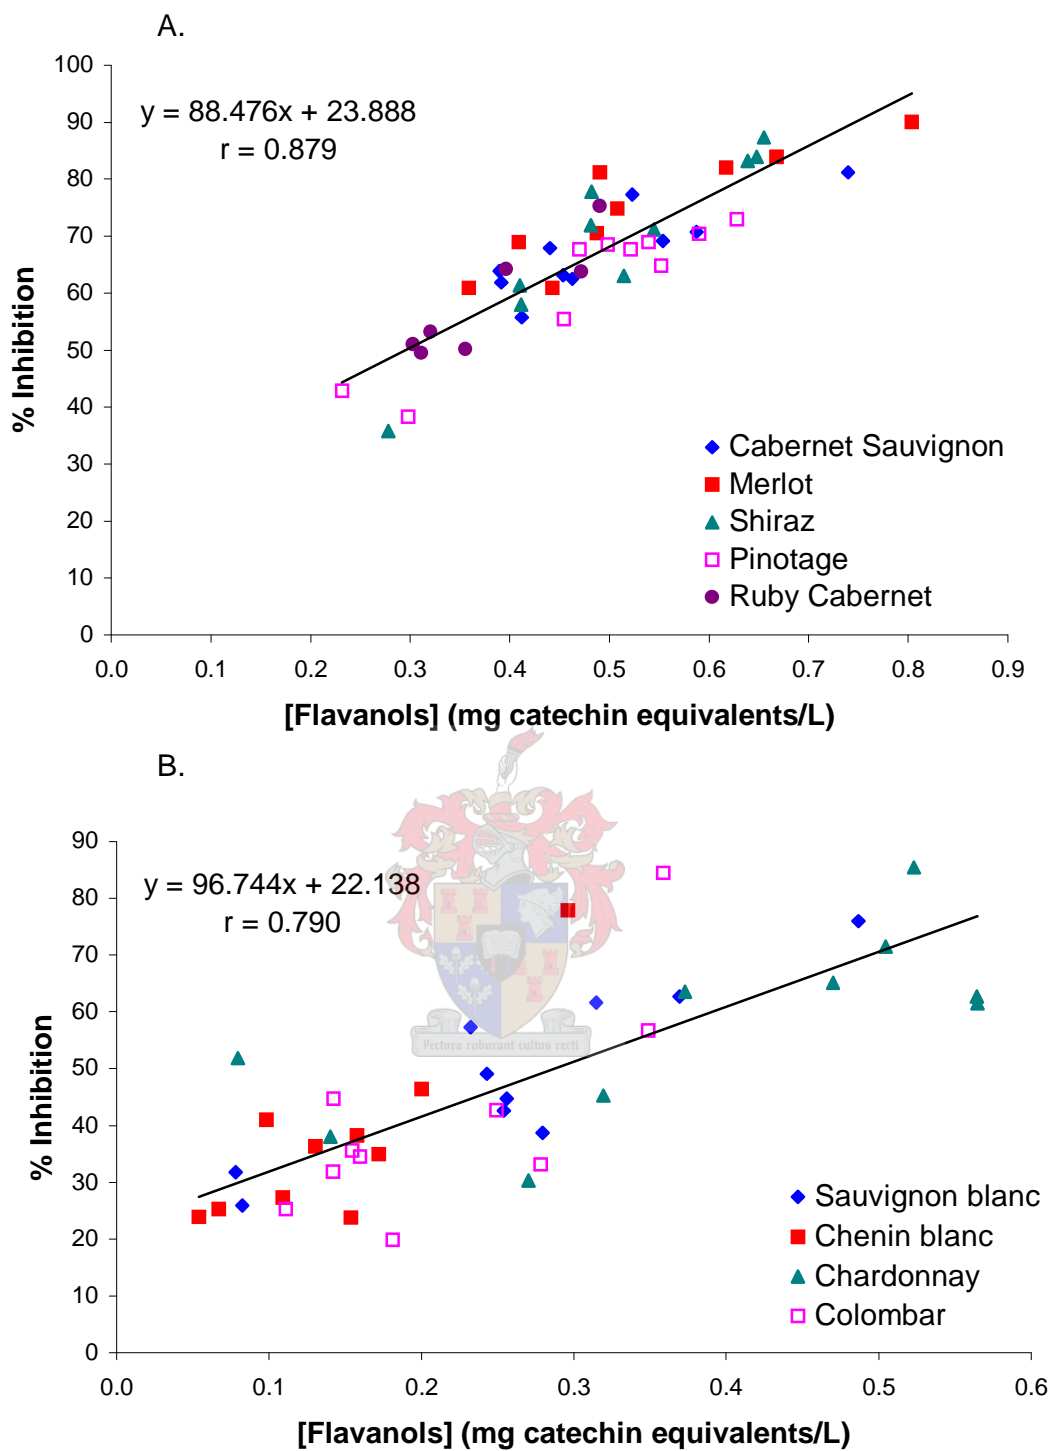 A.
100
90
80
70
60
50
40
30
20
10
0
y = 88.476x + 23.888
r = 0.879
% Inhibition
Cabernet Sauvignon
Merlot
Shiraz
Pinotage
Ruby Cabernet
0.0 0.1 0.2 0.3 0.4 0.5 0.6 0.7 0.8 0.9
[Flavanols] (mg catechin equivalents/L)
B.
90
80
70
60
50
40
30
20
10
0
y = 96.744x + 22.138
r = 0.790
Pectora roborant cultus recti
% Inhibition
Sauvignon blanc
Chenin blanc
Chardonnay
Colombar
0.0 0.1 0.2 0.3 0.4 0.5 0.6
[Flavanols] (mg catechin equivalents/L)